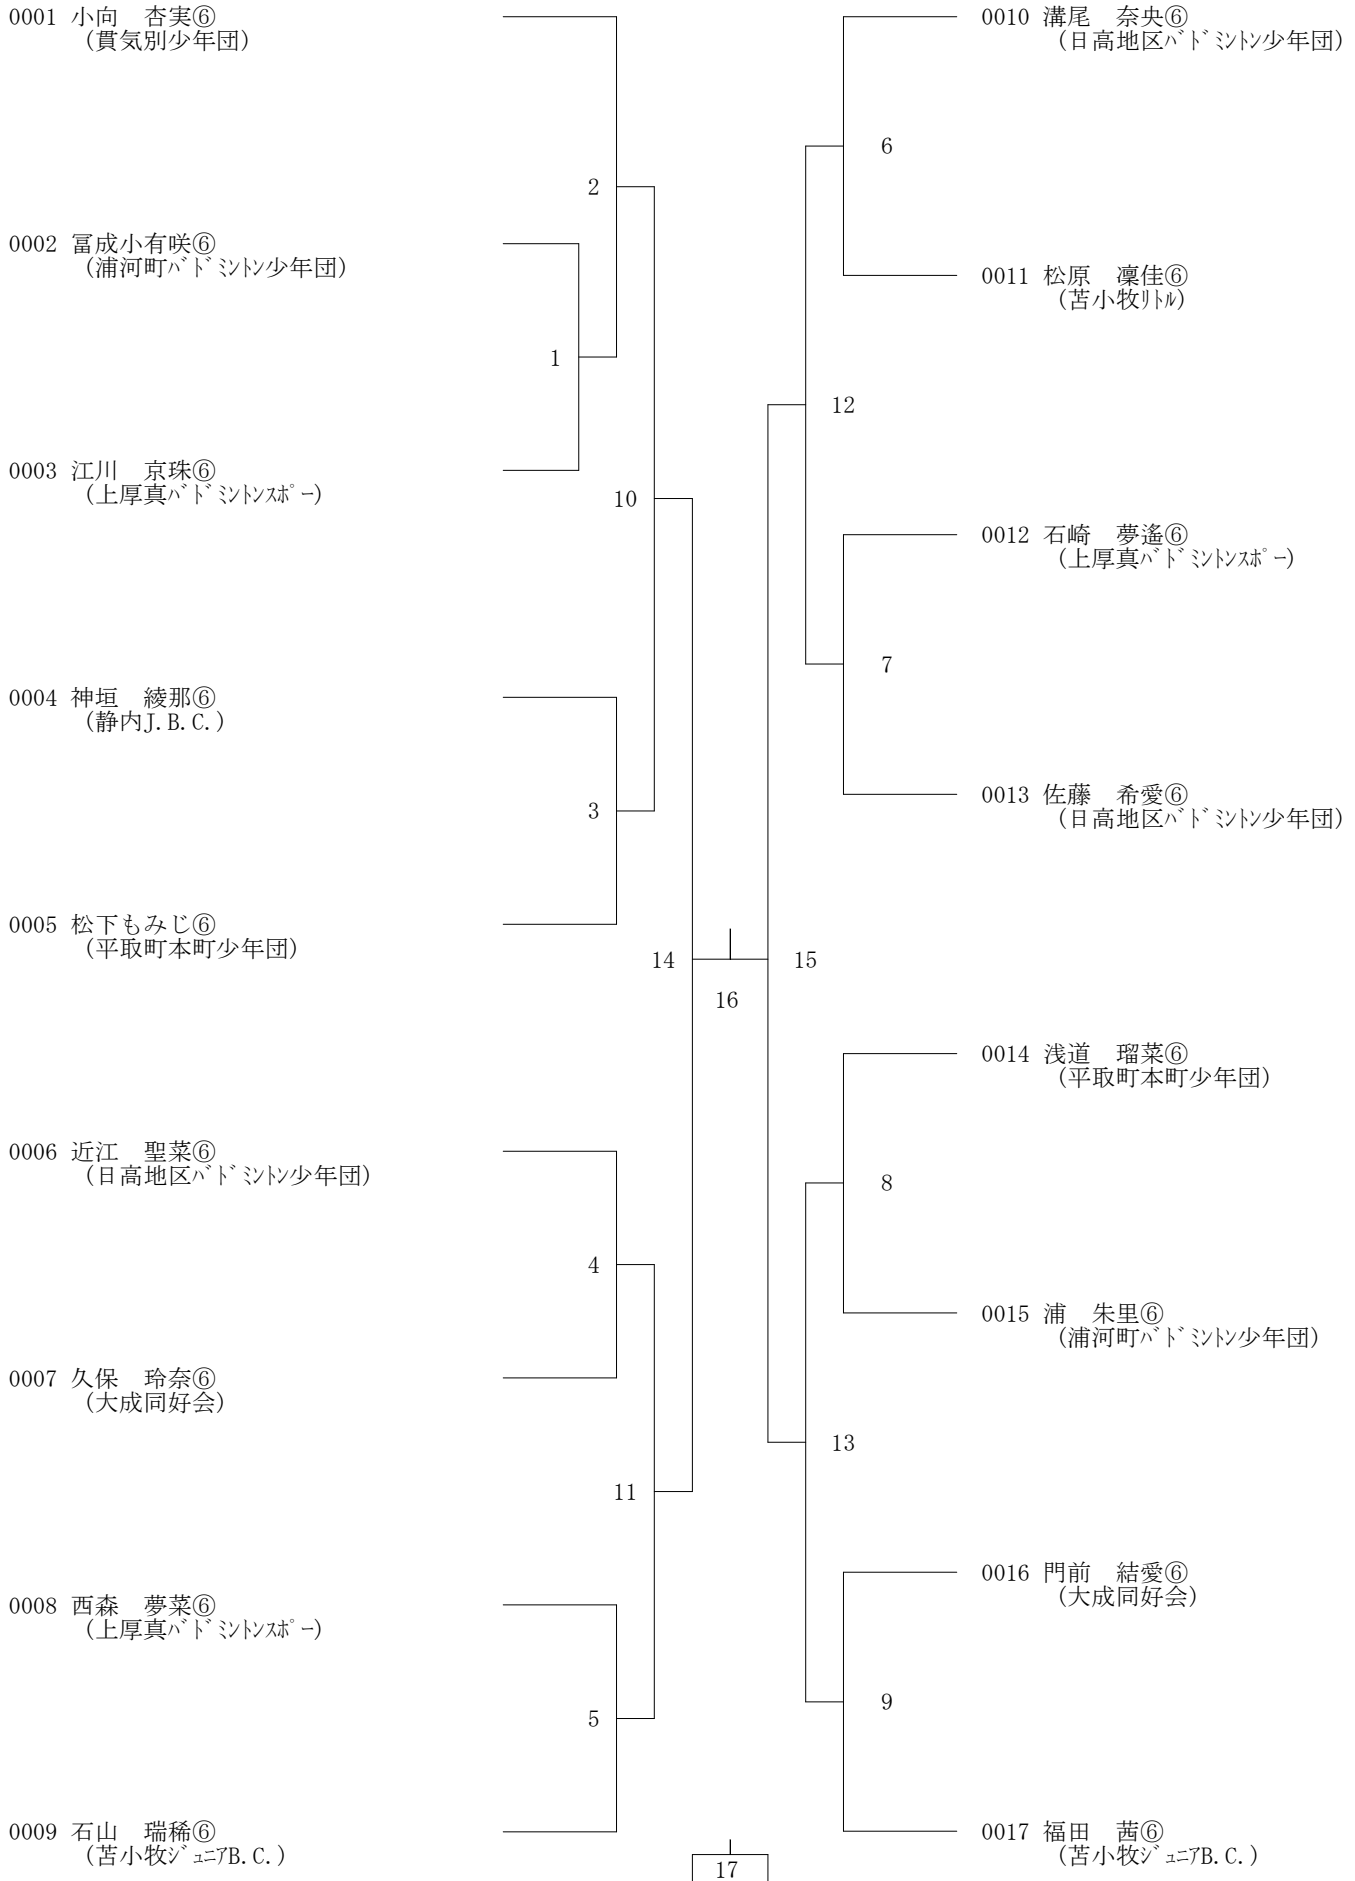 0001 小向　杏実⑥
(貫気別少年団)
2
0002 冨成小有咲⑥
(浦河町ﾊﾞﾄﾞﾐﾝﾄﾝ少年団)
1
0003 江川　京珠⑥
(上厚真ﾊﾞﾄﾞﾐﾝﾄﾝｽﾎﾟｰ)
10
0004 神垣　綾那⑥
(静内J.B.C.)
3
0005 松下もみじ⑥
(平取町本町少年団)
14
16
0006 近江　聖菜⑥
(日高地区ﾊﾞﾄﾞﾐﾝﾄﾝ少年団)
4
0007 久保　玲奈⑥
(大成同好会)
11
0008 西森　夢菜⑥
(上厚真ﾊﾞﾄﾞﾐﾝﾄﾝｽﾎﾟｰ)
5
0009 石山　瑞稀⑥
(苫小牧ｼﾞｭﾆｱB.C.)
17
0010 溝尾　奈央⑥
(日高地区ﾊﾞﾄﾞﾐﾝﾄﾝ少年団)
6
0011 松原　凜佳⑥
(苫小牧ﾘﾄﾙ)
12
0012 石崎　夢遙⑥
(上厚真ﾊﾞﾄﾞﾐﾝﾄﾝｽﾎﾟｰ)
7
0013 佐藤　希愛⑥
(日高地区ﾊﾞﾄﾞﾐﾝﾄﾝ少年団)
15
0014 浅道　瑠菜⑥
(平取町本町少年団)
8
0015 浦　朱里⑥
(浦河町ﾊﾞﾄﾞﾐﾝﾄﾝ少年団)
13
0016 門前　結愛⑥
(大成同好会)
9
0017 福田　茜⑥
(苫小牧ｼﾞｭﾆｱB.C.)